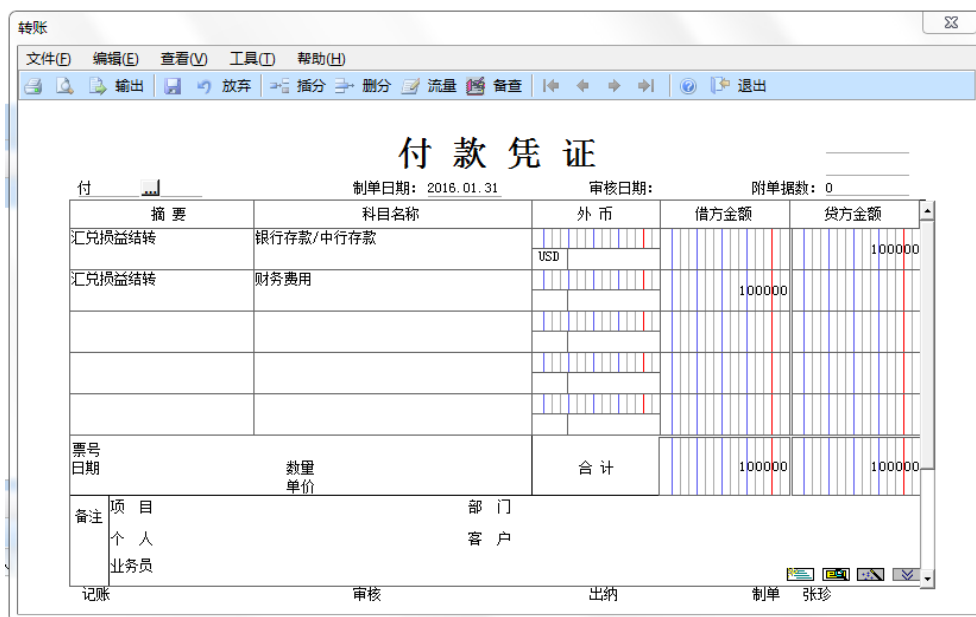 转账
文件(F) 编辑(E) 查看(V) 工具(T) 帮助(H)
输出 放弃 插分 删分 流量 备查 退出
付 款 凭 证
付 ... 制单日期: 2016.01.31 审核日期: 附单据数: 0
摘 要 科目名称 外 币 借方金额 贷方金额
汇兑损益结转 银行存款/中行存款 USD 100000
汇兑损益结转 财务费用 100000
票号
日期 数量 合 计 100000 100000
单价
备注 项 目 部 门
个 人 客 户
业务员
记账 审核 出纳 制单 张珍